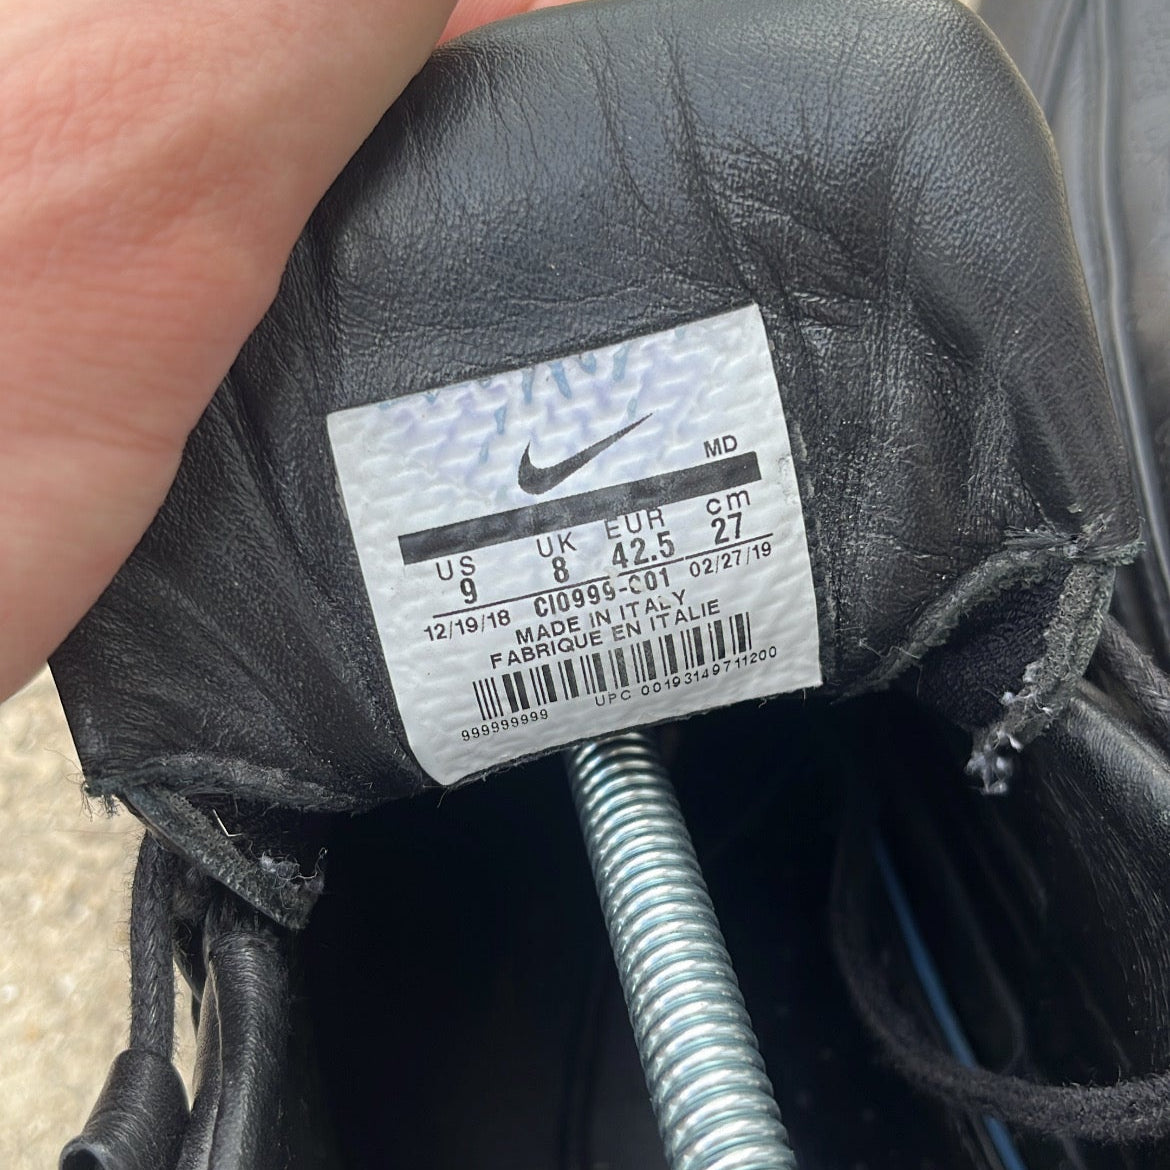 MD
US UK EUR cm
9 8 42.5 27
12/19/18 CI0999-C01 02/27/19
MADE IN ITALY
FABRIQUE EN ITALIE
999999999 UPC 00193149711200